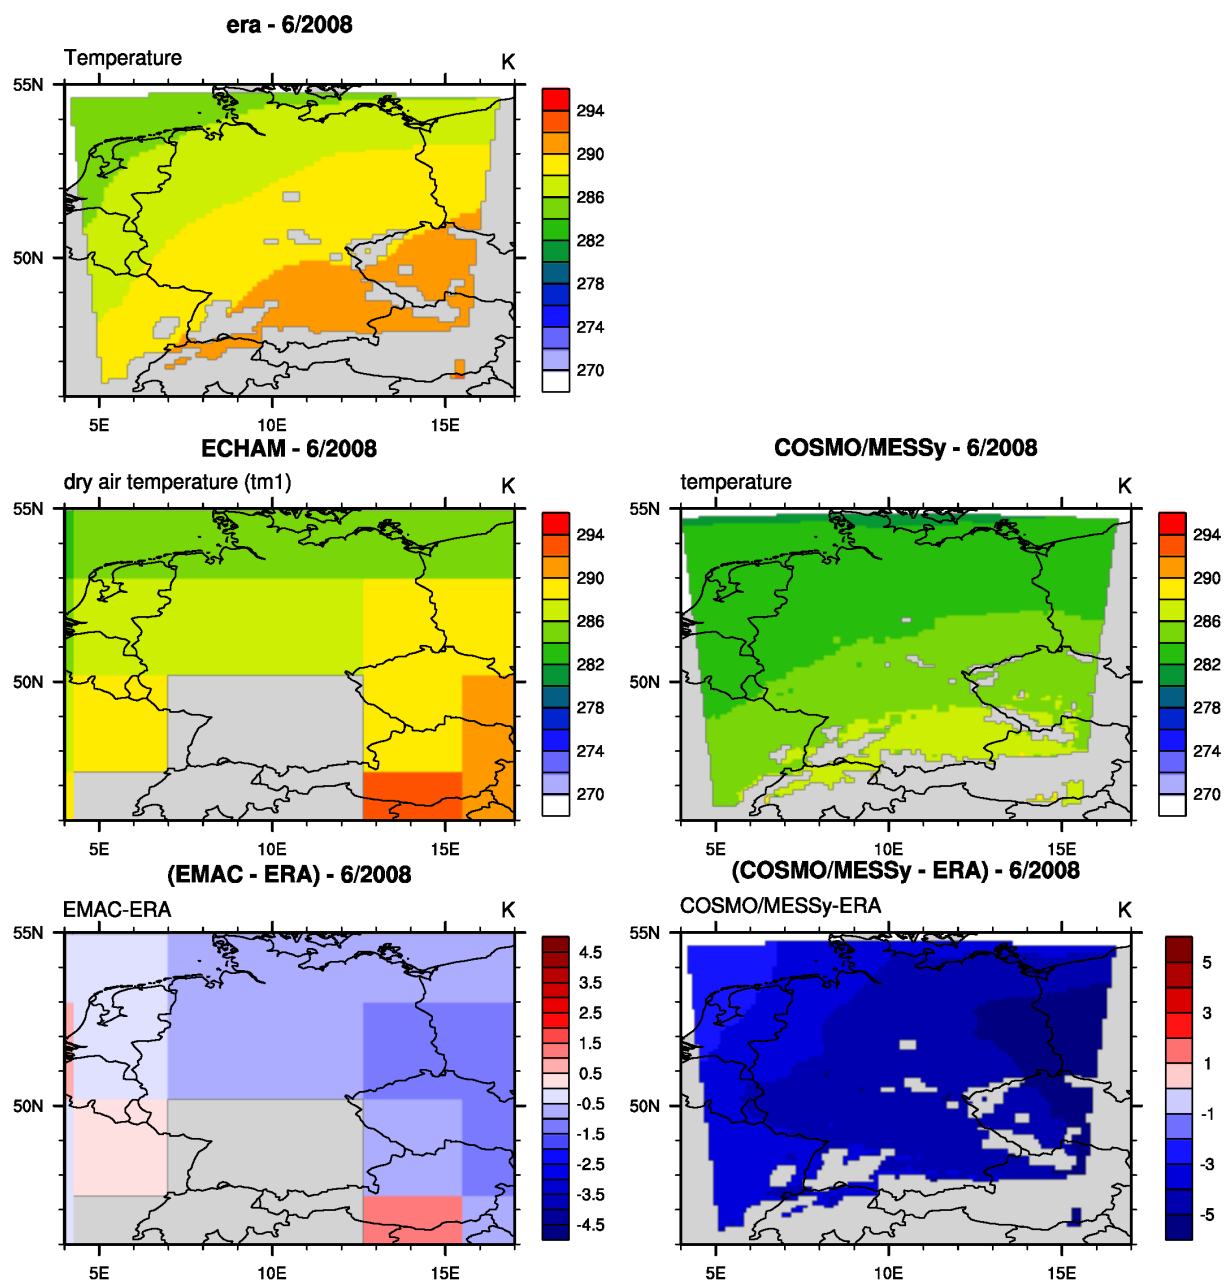 era - 6/2008
Temperature K
55N
50N
5E 10E 15E
294
290
286
282
278
274
270
ECHAM - 6/2008
dry air temperature (tm1) K
55N
50N
5E 10E 15E
294
290
286
282
278
274
270
COSMO/MESSy - 6/2008
temperature K
55N
50N
5E 10E 15E
294
290
286
282
278
274
270
(EMAC - ERA) - 6/2008
EMAC-ERA K
55N
50N
5E 10E 15E
4.5
3.5
2.5
1.5
0.5
-0.5
-1.5
-2.5
-3.5
-4.5
(COSMO/MESSy - ERA) - 6/2008
COSMO/MESSy-ERA K
55N
50N
5E 10E 15E
5
3
1
-1
-3
-5